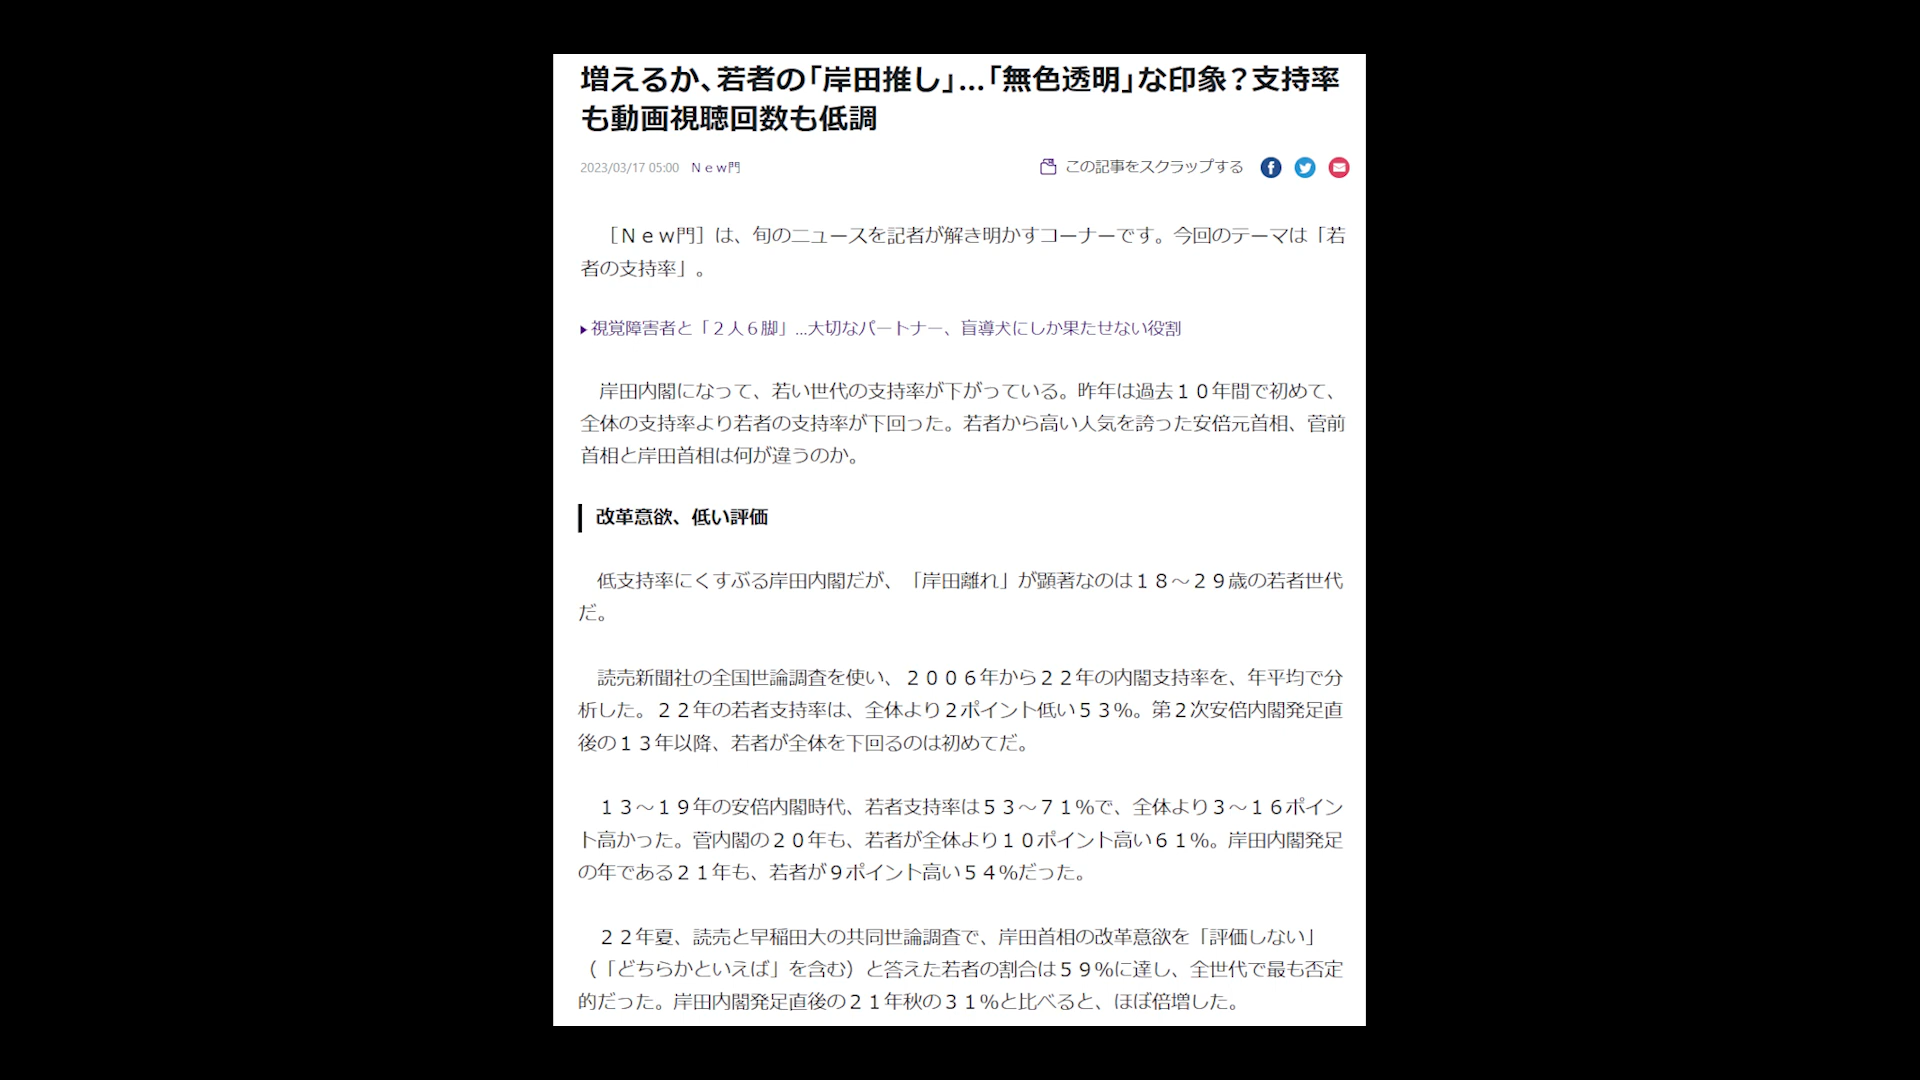 増えるか、若者の「岸田推し」…「無色透明」な印象？支持率
も動画視聴回数も低調
2023/03/17 05:00 Ｎｅｗ門 この記事をスクラップする
［Ｎｅｗ門］は、旬のニュースを記者が解き明かすコーナーです。今回のテーマは「若
者の支持率」。
視覚障害者と「２人６脚」…大切なパートナー、盲導犬にしか果たせない役割
岸田内閣になって、若い世代の支持率が下がっている。昨年は過去１０年間で初めて、
全体の支持率より若者の支持率が下回った。若者から高い人気を誇った安倍元首相、菅前
首相と岸田首相は何が違うのか。
改革意欲、低い評価
低支持率にくすぶる岸田内閣だが、「岸田離れ」が顕著なのは１８～２９歳の若者世代
だ。
読売新聞社の全国世論調査を使い、２００６年から２２年の内閣支持率を、年平均で分
析した。２２年の若者支持率は、全体より２ポイント低い５３％。第２次安倍内閣発足直
後の１３年以降、若者が全体を下回るのは初めてだ。
１３～１９年の安倍内閣時代、若者支持率は５３～７１％で、全体より３～１６ポイン
ト高かった。菅内閣の２０年も、若者が全体より１０ポイント高い６１％。岸田内閣発足
の年である２１年も、若者が９ポイント高い５４％だった。
２２年夏、読売と早稲田大の共同世論調査で、岸田首相の改革意欲を「評価しない」
（「どちらかといえば」を含む）と答えた若者の割合は５９％に達し、全世代で最も否定
的だった。岸田内閣発足直後の２１年秋の３１％と比べると、ほぼ倍増した。